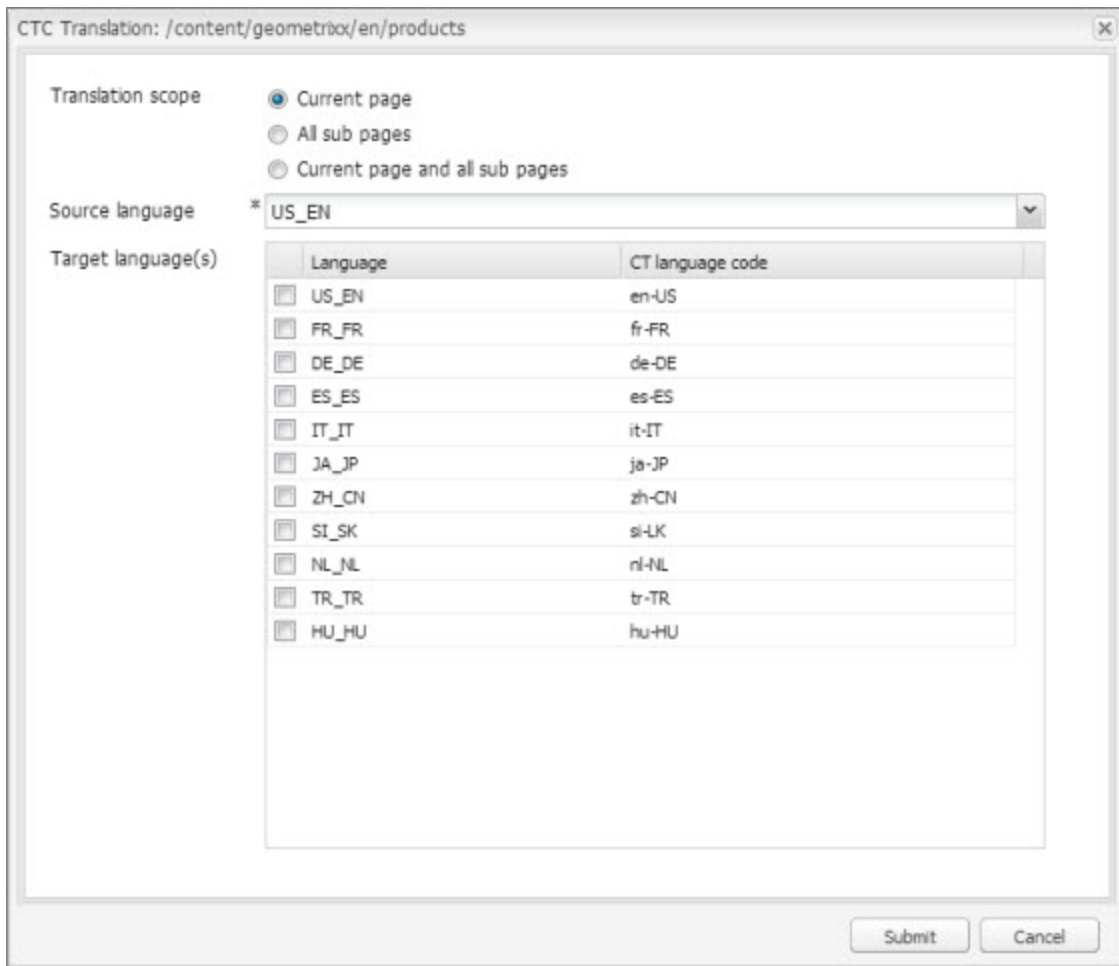 CTC Translation: /content/geometrixx/en/products
Translation scope
Current page
All sub pages
Current page and all sub pages
Source language * US_EN
Target language(s)
Language CT language code
US_EN en-US
FR_FR fr-FR
DE_DE de-DE
ES_ES es-ES
IT_IT it-IT
JA_JP ja-JP
ZH_CN zh-CN
SI_SK si-LK
NL_NL nl-NL
TR_TR tr-TR
HU_HU hu-HU
Submit Cancel